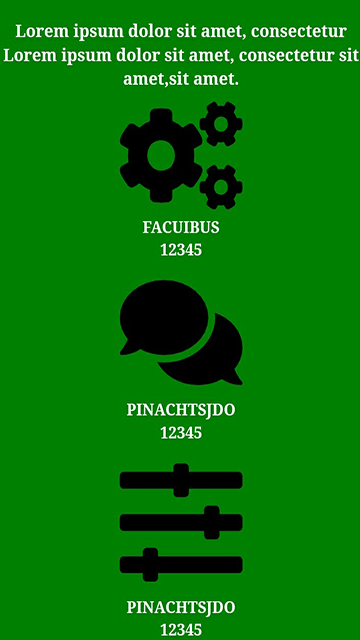 Lorem ipsum dolor sit amet, consectetur
Lorem ipsum dolor sit amet, consectetur sit
amet,sit amet.
FACUIBUS
12345
PINACHTSJDO
12345
PINACHTSJDO
12345